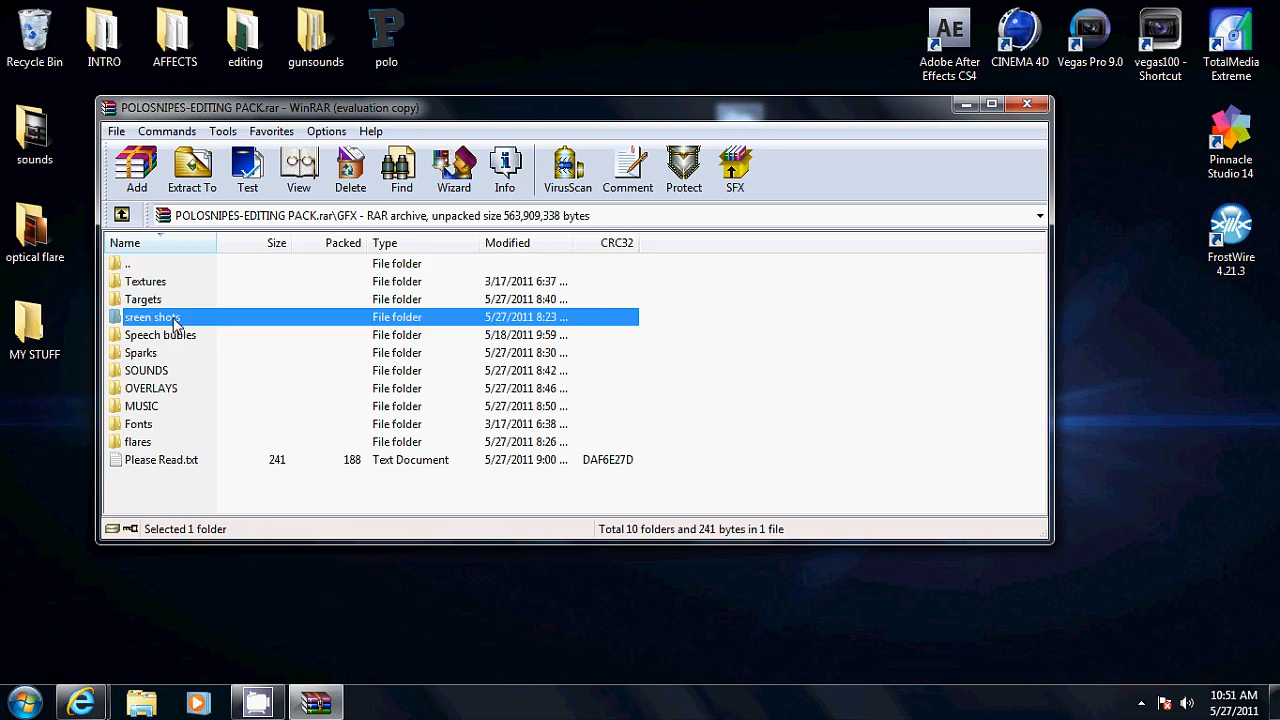 Recycle Bin
INTRO
AFFECTS
editing
gunsounds
polo
Adobe After
Effects CS4
CINEMA 4D
Vegas Pro 9.0
vegas100 -
Shortcut
TotalMedia
Extreme
sounds
optical flare
MY STUFF
Pinnacle
Studio 14
FrostWire
4.21.3
POLOSNIPES-EDITING PACK.rar - WinRAR (evaluation copy)
File Commands Tools Favorites Options Help
Add Extract To Test View Delete Find Wizard Info VirusScan Comment Protect SFX
POLOSNIPES-EDITING PACK.rar\GFX - RAR archive, unpacked size 563,909,338 bytes
Name Size Packed Type Modified CRC32
.. File folder
Textures File folder 3/17/2011 6:37 ...
Targets File folder 5/27/2011 8:40 ...
sreen shots File folder 5/27/2011 8:23 ...
Speech bubles File folder 5/18/2011 9:59 ...
Sparks File folder 5/27/2011 8:30 ...
SOUNDS File folder 5/27/2011 8:42 ...
OVERLAYS File folder 5/27/2011 8:46 ...
MUSIC File folder 5/27/2011 8:50 ...
Fonts File folder 3/17/2011 6:38 ...
flares File folder 5/27/2011 8:26 ...
Please Read.txt 241 188 Text Document 5/27/2011 9:00 ... DAF6E27D
Selected 1 folder
Total 10 folders and 241 bytes in 1 file
10:51 AM
5/27/2011